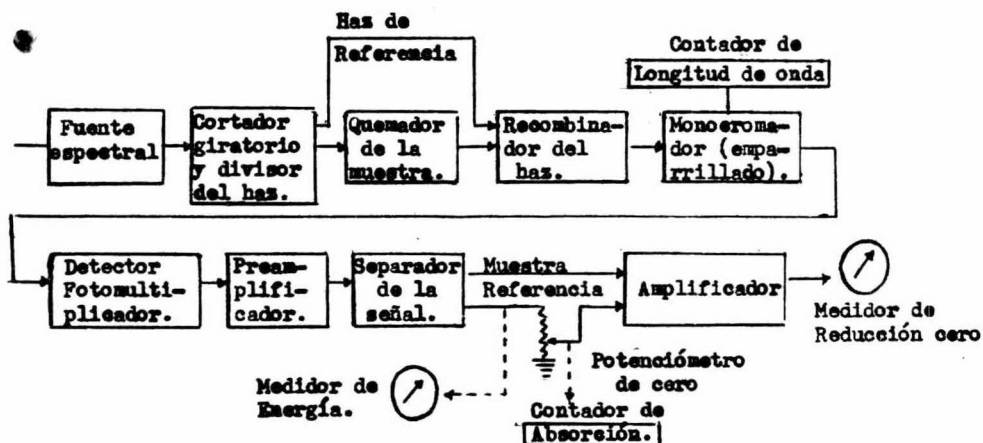 Haz de
Referencia
Contador de
Longitud de onda
Fuente
espectral
Cortador
giratorio
y divisor
del haz.
Quemador
de la
muestra.
Recombina-
dor del
haz.
Monocroma-
dor (empa-
rrillado).
Detector
Fotomulti-
plicador.
Pream-
plifi-
cador.
Separador
de la
señal.
Muestra
Referencia
Amplificador
Medidor de
Reducción cero
Potenciómetro
de cero
Medidor de
Energía.
Contador de
Absorción.